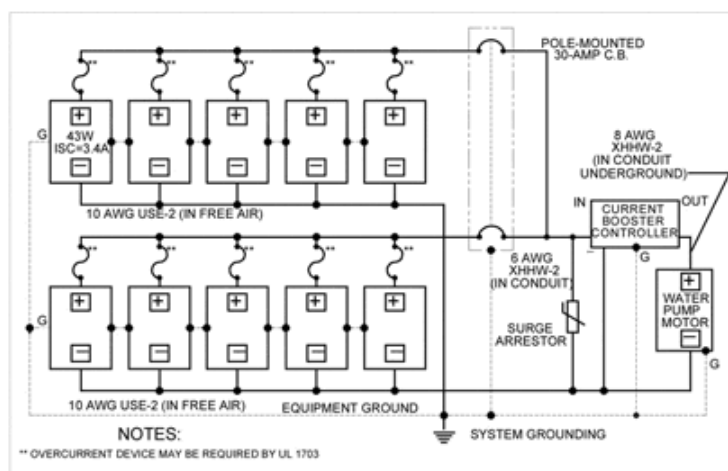 POLE-MOUNTED
30-AMP C.B.
**
**
**
**
**
+
+
+
+
+
G
43W
ISC=3.4A
8 AWG
XHHW-2
(IN CONDUIT
UNDERGROUND)
IN
OUT
CURRENT
BOOSTER
CONTROLLER
10 AWG USE-2 (IN FREE AIR)
**
**
**
**
**
–
G
6 AWG
XHHW-2
(IN CONDUIT)
+
+
+
+
+
+
WATER
PUMP
MOTOR
G
SURGE
ARRESTOR
G
10 AWG USE-2 (IN FREE AIR)
EQUIPMENT GROUND
NOTES:
SYSTEM GROUNDING
** OVERCURRENT DEVICE MAY BE REQUIRED BY UL 1703